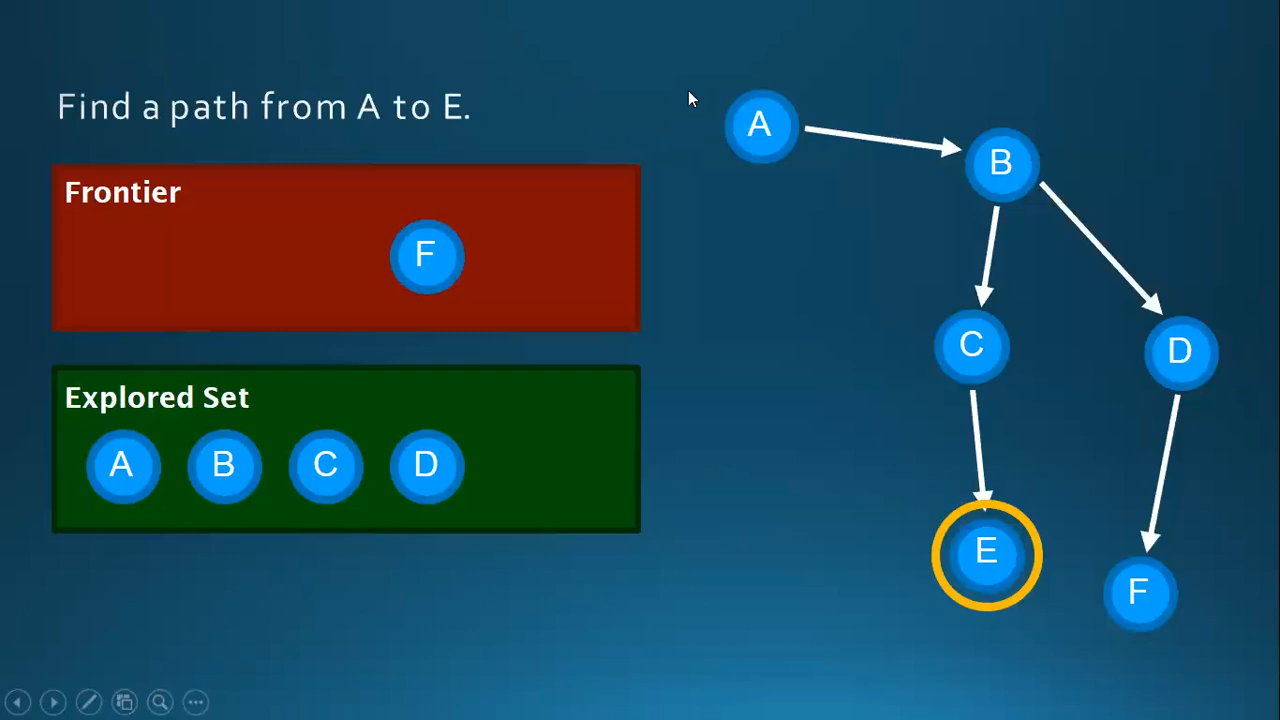 Find a path from A to E.
Frontier
F
Explored Set
A B C D
A
B
C
D
E
F